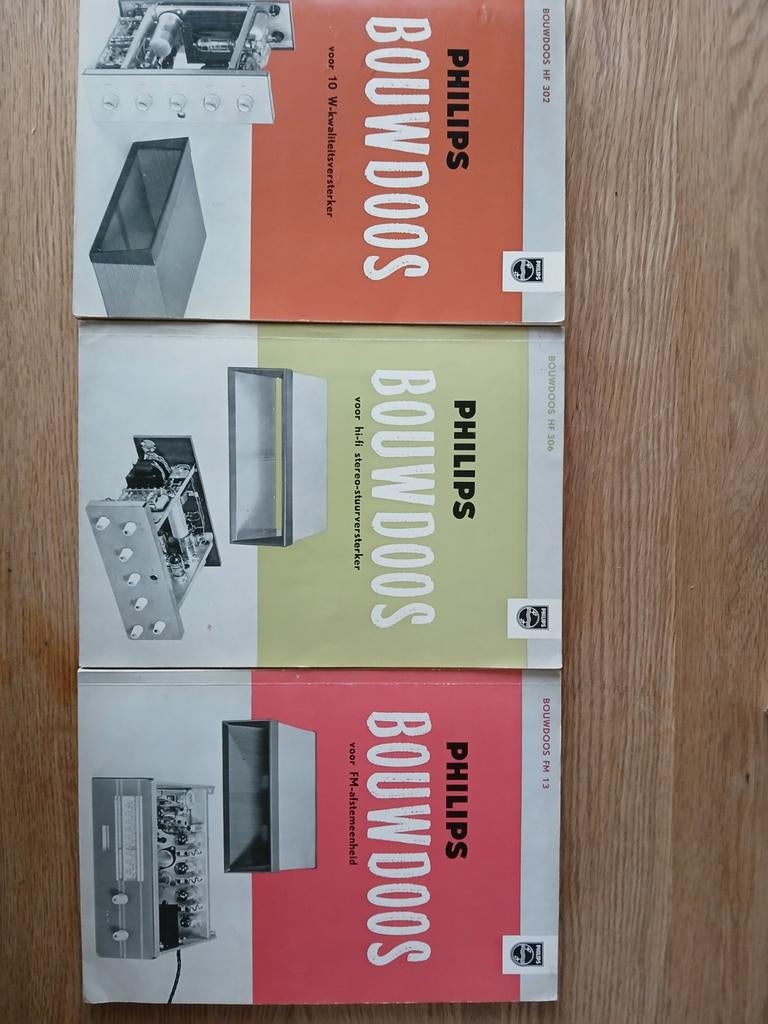 BOUWDOOS HF 302
PHILIPS
PHILIPS
BOUWDOOS
voor 10 W-kwaliteitsversterker
BOUWDOOS HF 306
PHILIPS
PHILIPS
BOUWDOOS
voor hi-fi stereo-stuurversterker
BOUWDOOS FM 13
PHILIPS
PHILIPS
BOUWDOOS
voor FM-afstemeenheid